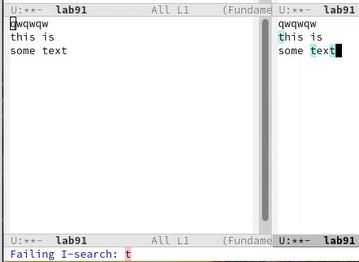 U:**-  lab91          All L1     (Fundame
U:**-  lab91
qwqwqw
this is
some text
qwqwqw
this is
some text
U:**-  lab91          All L1     (Fundame
U:**-  lab91
Failing I-search: t